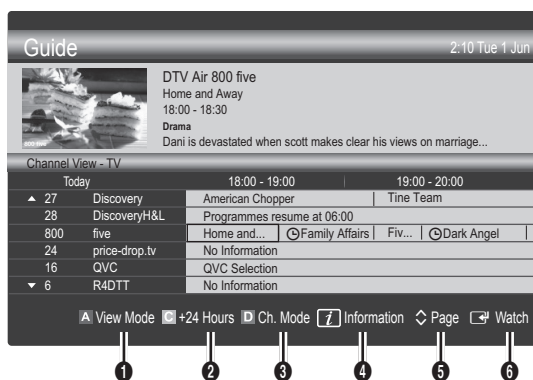 Guide
2:10 Tue 1 Jun
DTV Air 800 five
Home and Away
18:00 - 18:30
Drama
Dani is devastated when scott makes clear his views on marriage...
800 five
Channel View - TV
Today 18:00 - 19:00 19:00 - 20:00
▲ 27 Discovery American Chopper Tine Team
28 DiscoveryH&L Programmes resume at 06:00
800 five Home and... Family Affairs Fiv... Dark Angel
24 price-drop.tv No Information
16 QVC QVC Selection
▼ 6 R4DTT No Information
A View Mode C +24 Hours D Ch. Mode i Information Page Watch
1 2 3 4 5 6